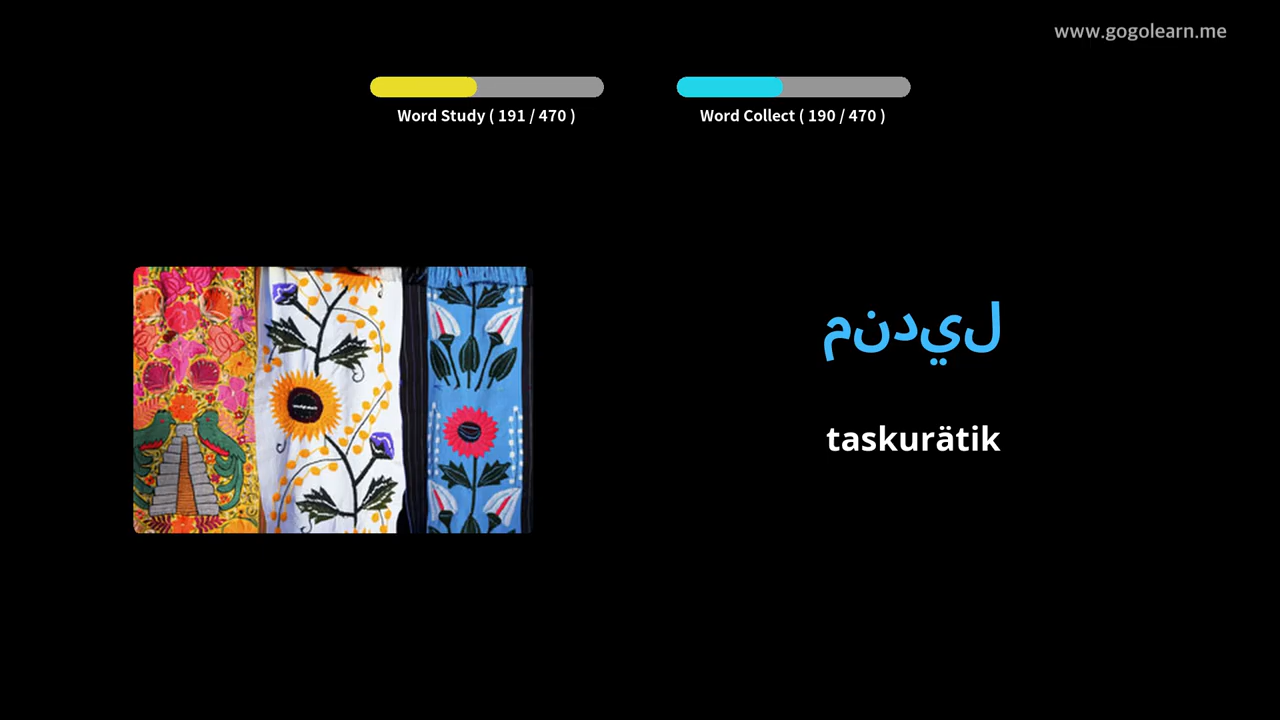 www.gogolearn.me
Word Study ( 191 / 470 )
Word Collect ( 190 / 470 )
منديل
taskurätik